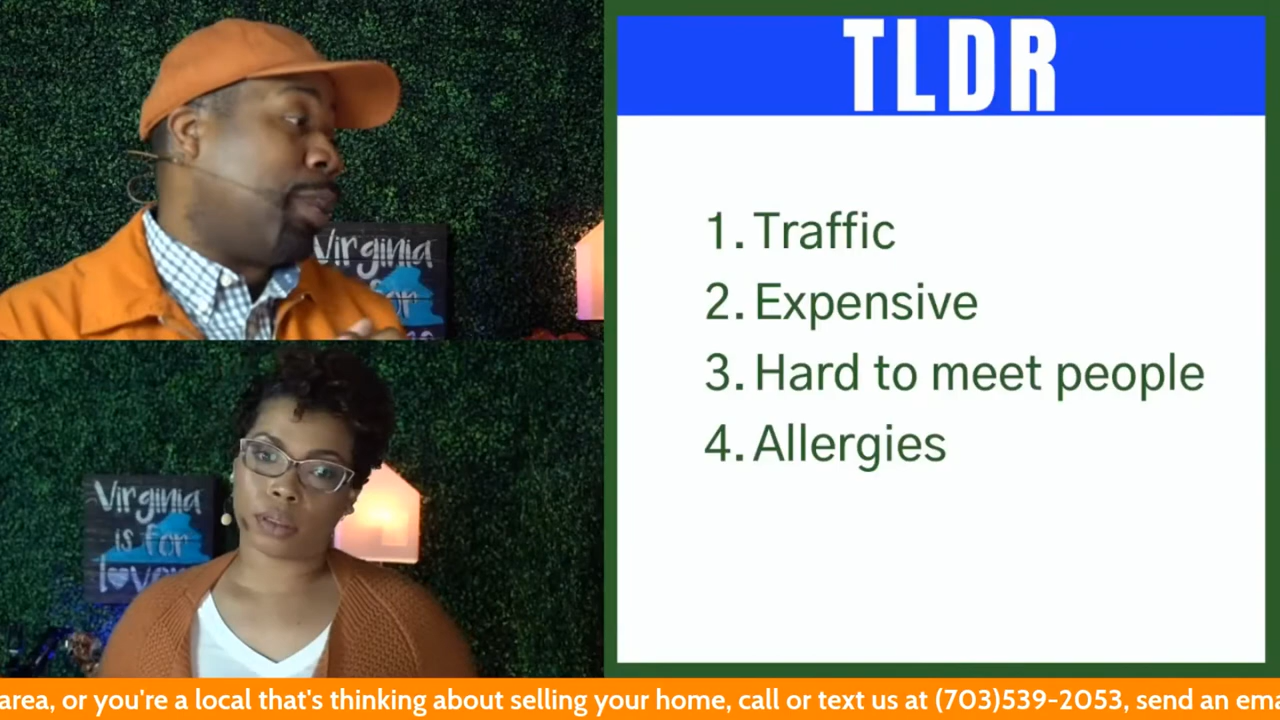 TLDR
1. Traffic
2. Expensive
3. Hard to meet people
4. Allergies
Virginia
for
Virginia
is for
area, or you're a local that's thinking about selling your home, call or text us at (703)539-2053, send an ema